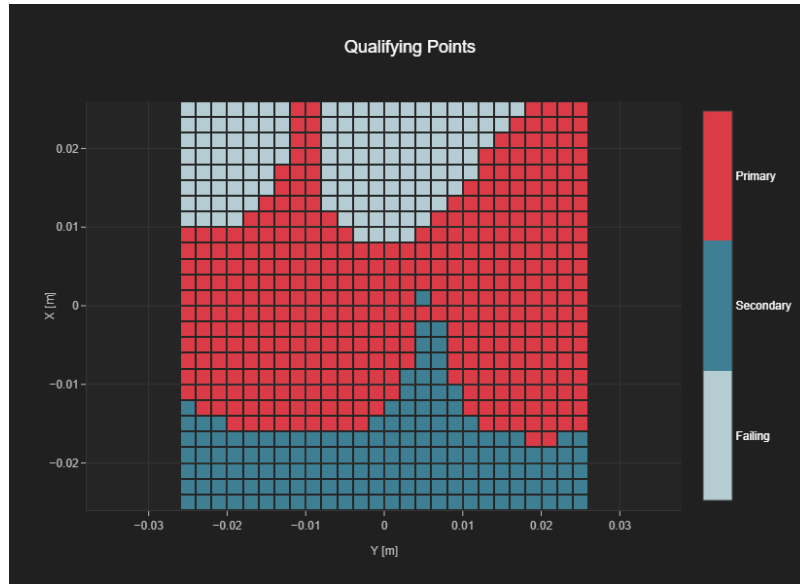 Qualifying Points
0.02
0.01
0
−0.01
−0.02
X [m]
−0.03
−0.02
−0.01
0
0.01
0.02
0.03
Y [m]
Primary
Secondary
Failing